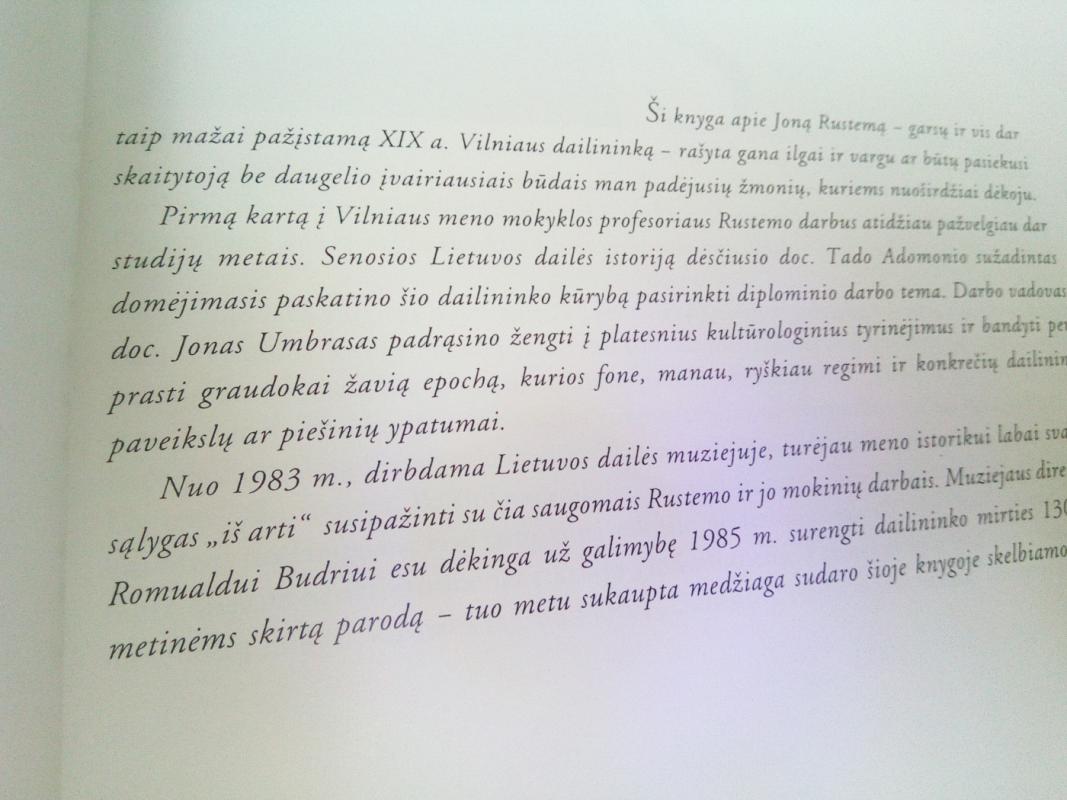 Ši knyga apie Joną Rustemą – garsų ir vis dar
taip mažai pažįstamą XIX a. Vilniaus dailininką – rašyta gana ilgai ir vargu ar būtų pasiekusi
skaitytoją be daugelio įvairiausiais būdais man padėjusių žmonių, kuriems nuoširdžiai dėkoju.
Pirmą kartą į Vilniaus meno mokyklos profesoriaus Rustemo darbus atidžiau pažvelgiau dar
studijų metais. Senosios Lietuvos dailės istoriją dėsčiusio doc. Tado Adomonio sužadintas
domėjimasis paskatino šio dailininko kūrybą pasirinkti diplominio darbo tema. Darbo vadovas
doc. Jonas Umbrasas padrąsino žengti į platesnius kultūrologinius tyrinėjimus ir bandyti
prasti graudokai žavią epochą, kurios fone, manau, ryškiau regimi ir konkrečių
paveikslų ar piešinių ypatumai.
Nuo 1983 m., dirbdama Lietuvos dailės muziejuje, turėjau meno istorikui labai
sąlygas „iš arti“ susipažinti su čia saugomais Rustemo ir jo mokinių darbais. Muziejaus
Romualdui Budriui esu dėkinga už galimybę 1985 m. surengti dailininko mirties
metinėms skirtą parodą – tuo metu sukaupta medžiaga sudaro šioje knygoje